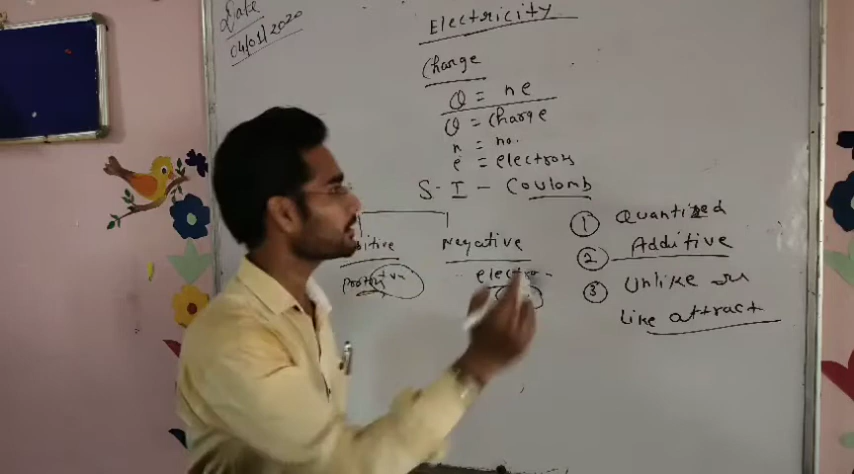 Date
04/01/2020
Electricity
Charge
Q = ne
Q = charge
n = no.
e = electrons
S.I - Coulomb
Negative
① Quantized
② Additive
③ Unlike or
Like attract